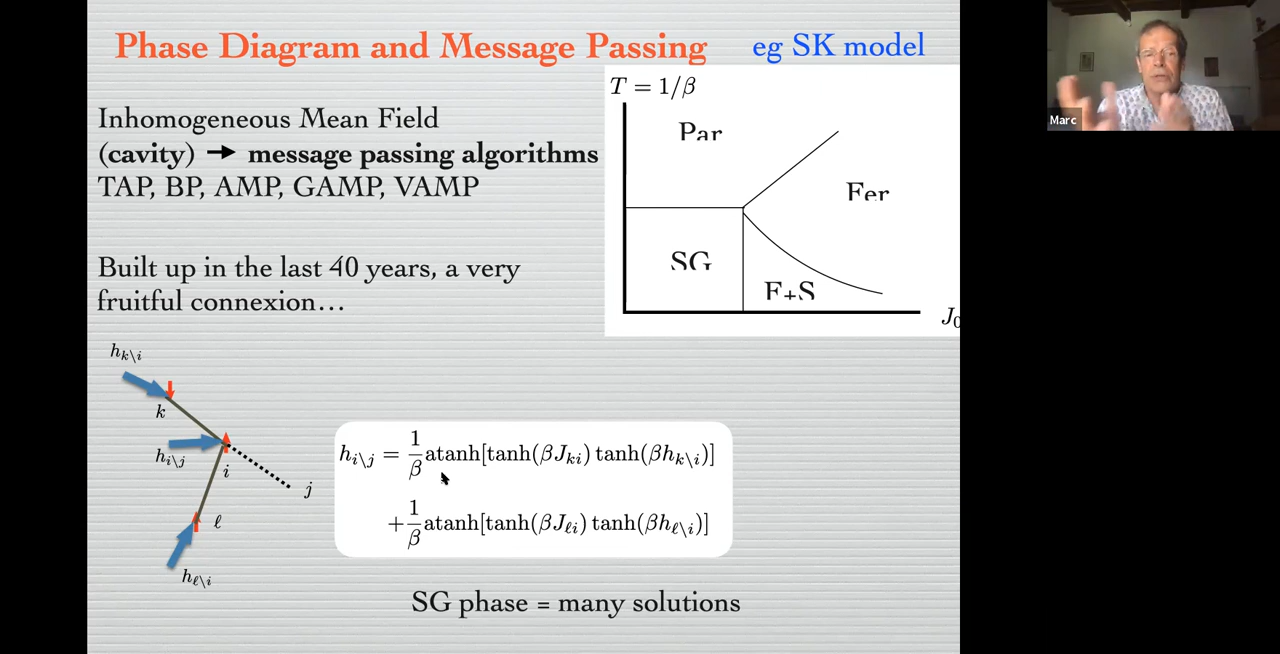 Phase Diagram and Message Passing eg SK model
Marc
T = 1/β
Inhomogeneous Mean Field
(cavity) → message passing algorithms
TAP, BP, AMP, GAMP, VAMP
Par
Fer
SG
F+S
J₀
Built up in the last 40 years, a very
fruitful connexion…
h_{k\i}
k
h_{i\j}
i
j
ℓ
h_{ℓ\i}
h_{i\j} = \frac{1}{β}atanh[tanh(βJ_{ki}) tanh(βh_{k\i})]
+\frac{1}{β}atanh[tanh(βJ_{ℓi}) tanh(βh_{ℓ\i})]
SG phase = many solutions